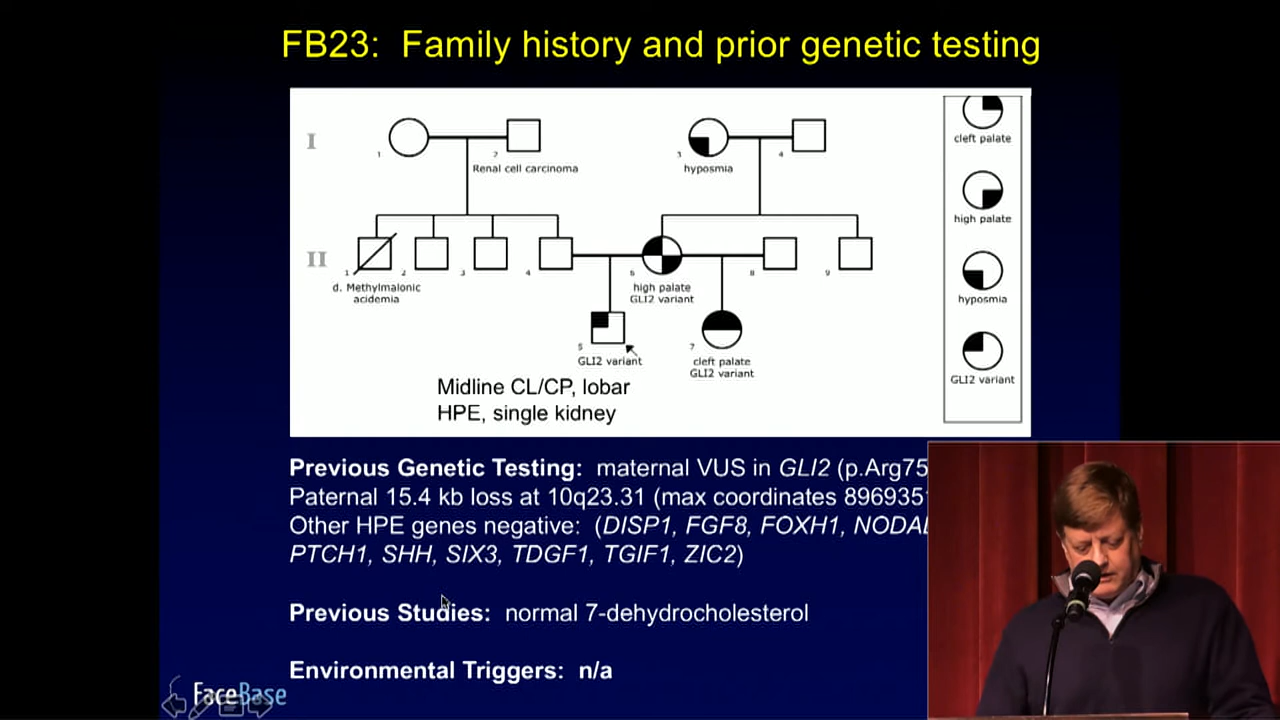 FB23: Family history and prior genetic testing
I
1
2
Renal cell carcinoma
3
hyposmia
4
cleft palate
high palate
hyposmia
GLI2 variant
II
1
d. Methylmalonic
acidemia
2
3
4
6
high palate
GLI2 variant
8
9
5
GLI2 variant
7
cleft palate
GLI2 variant
Midline CL/CP, lobar
HPE, single kidney
Previous Genetic Testing: maternal VUS in GLI2 (p.Arg75
Paternal 15.4 kb loss at 10q23.31 (max coordinates 896935
Other HPE genes negative: (DISP1, FGF8, FOXH1, NODAL
PTCH1, SHH, SIX3, TDGF1, TGIF1, ZIC2)
Previous Studies: normal 7-dehydrocholesterol
Environmental Triggers: n/a
FaceBase